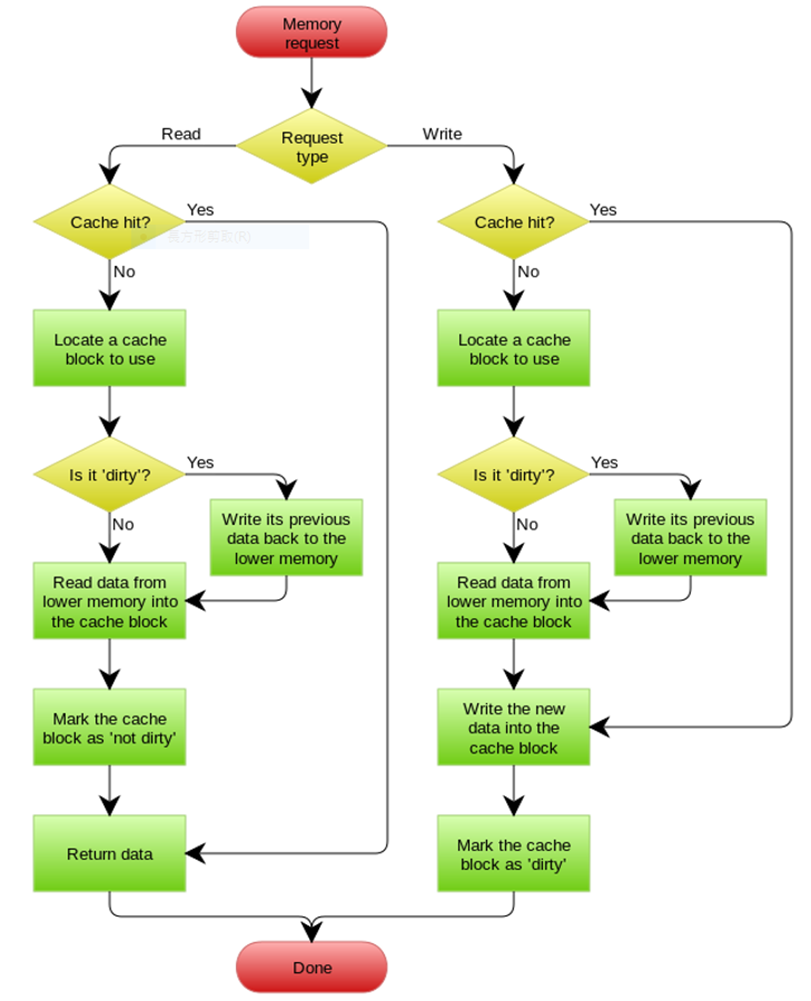 Memory
request
Request
type
Read
Write
Cache hit?
Yes
No
Locate a cache
block to use
Is it 'dirty'?
Yes
No
Write its previous
data back to the
lower memory
Read data from
lower memory into
the cache block
Mark the cache
block as 'not dirty'
Return data
Cache hit?
Yes
No
Locate a cache
block to use
Is it 'dirty'?
Yes
No
Write its previous
data back to the
lower memory
Read data from
lower memory into
the cache block
Write the new
data into the
cache block
Mark the cache
block as 'dirty'
Done